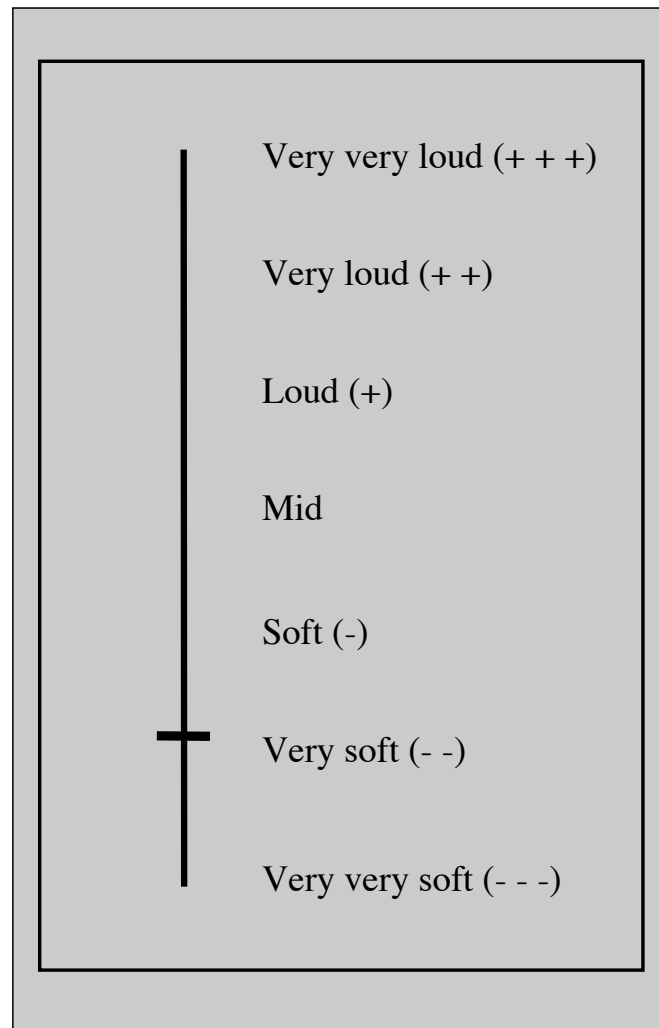 Very very loud (+ + +)
Very loud (+ +)
Loud (+)
Mid
Soft (-)
Very soft (- -)
Very very soft (- - -)